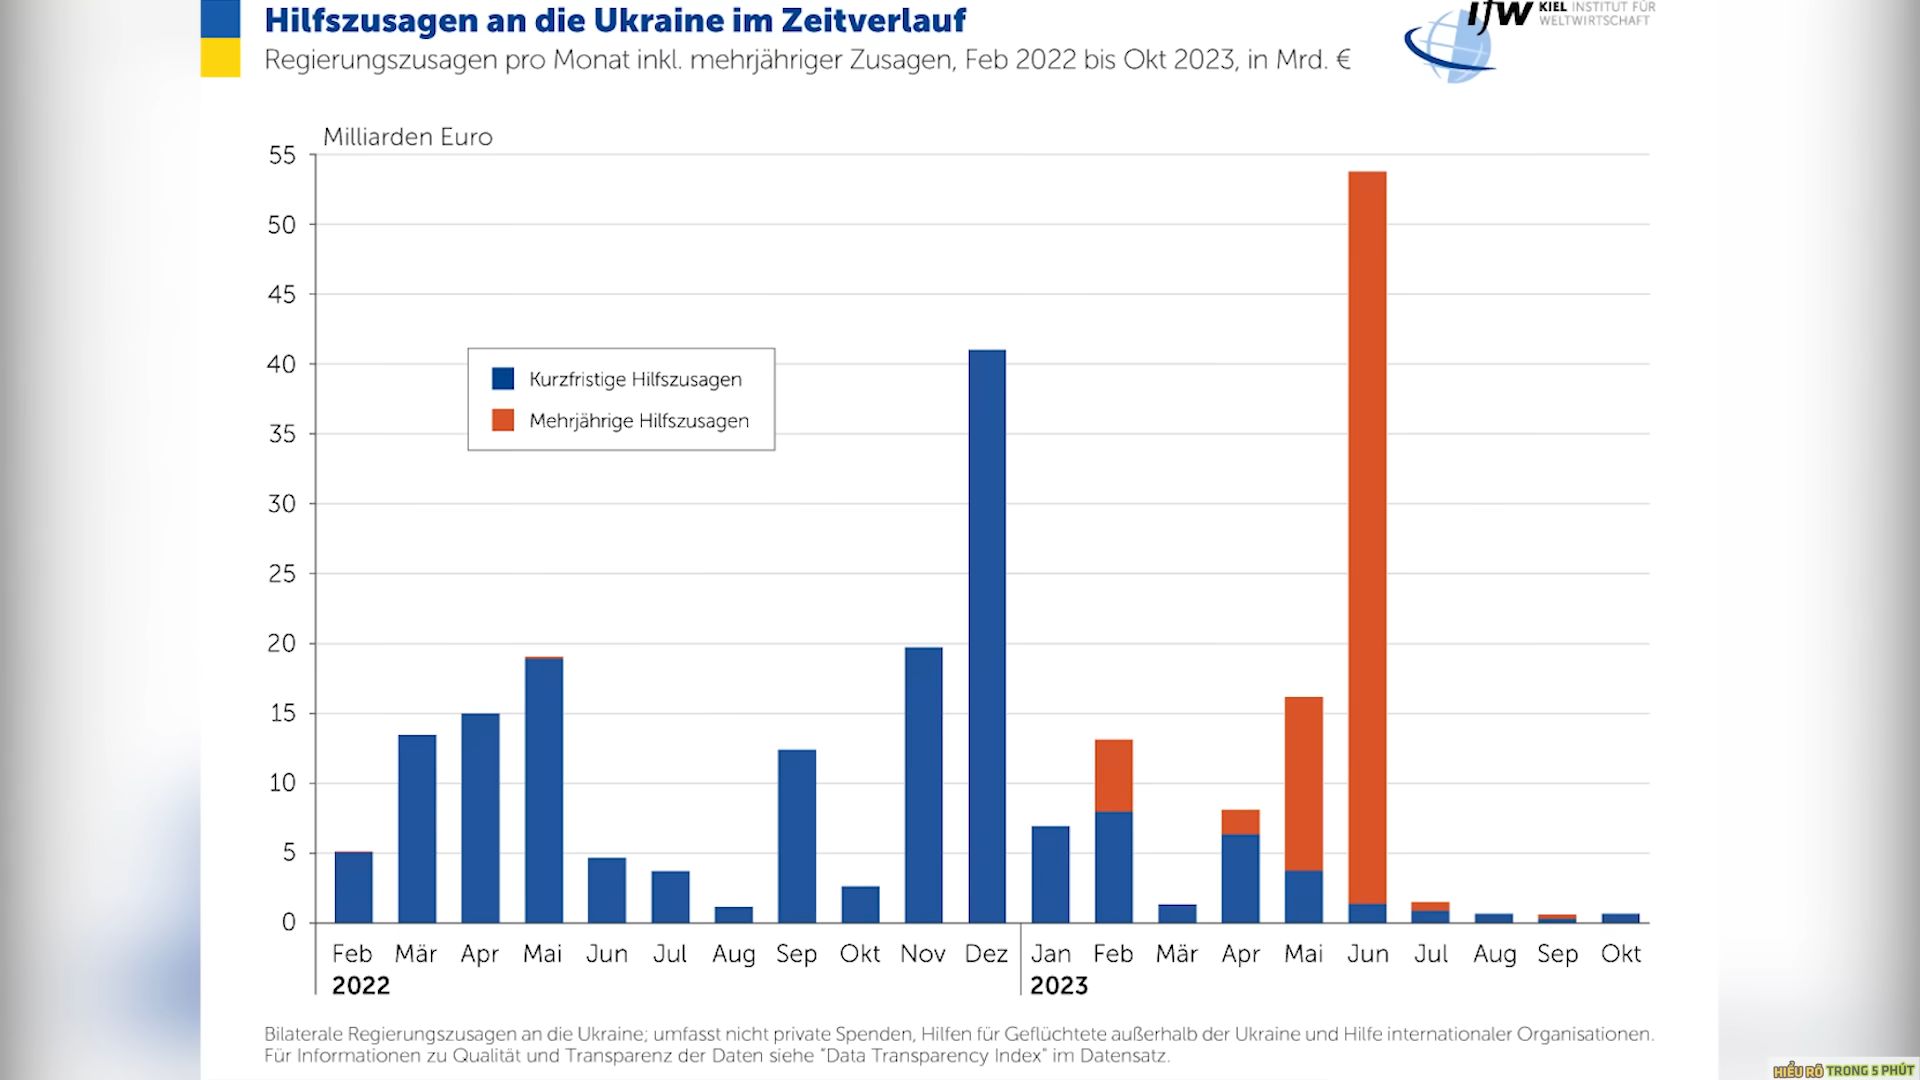 Hilfszusagen an die Ukraine im Zeitverlauf
Regierungszusagen pro Monat inkl. mehrjähriger Zusagen, Feb 2022 bis Okt 2023, in Mrd. €
IfW KIEL INSTITUT FÜR
WELTWIRTSCHAFT
Milliarden Euro
55
50
45
40
35
30
25
20
15
10
5
0
Kurzfristige Hilfszusagen
Mehrjährige Hilfszusagen
Feb Mär Apr Mai Jun Jul Aug Sep Okt Nov Dez Jan Feb Mär Apr Mai Jun Jul Aug Sep Okt
2022 2023
Bilaterale Regierungszusagen an die Ukraine; umfasst nicht private Spenden, Hilfen für Geflüchtete außerhalb der Ukraine und Hilfe internationaler Organisationen.
Für Informationen zu Qualität und Transparenz der Daten siehe "Data Transparency Index" im Datensatz.
HIỂU RÕ TRONG 5 PHÚT